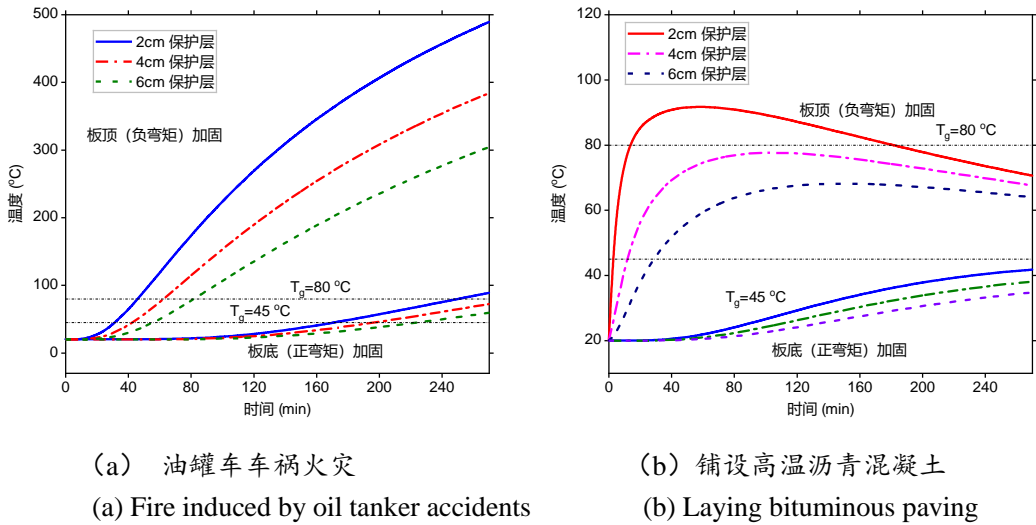 500
400
300
200
100
0
0
40
80
120
160
200
240
温度 (℃)
时间 (min)
2cm 保护层
4cm 保护层
6cm 保护层
板顶（负弯矩）加固
Tg=80 ℃
Tg=45 ℃
板底（正弯矩）加固
120
100
80
60
40
20
0
40
80
120
160
200
240
温度 (℃)
时间 (min)
2cm 保护层
4cm 保护层
6cm 保护层
板顶（负弯矩）加固
Tg=80 ℃
Tg=45 ℃
板底（正弯矩）加固
（a） 油罐车车祸火灾
（b）铺设高温沥青混凝土
(a) Fire induced by oil tanker accidents
(b) Laying bituminous paving